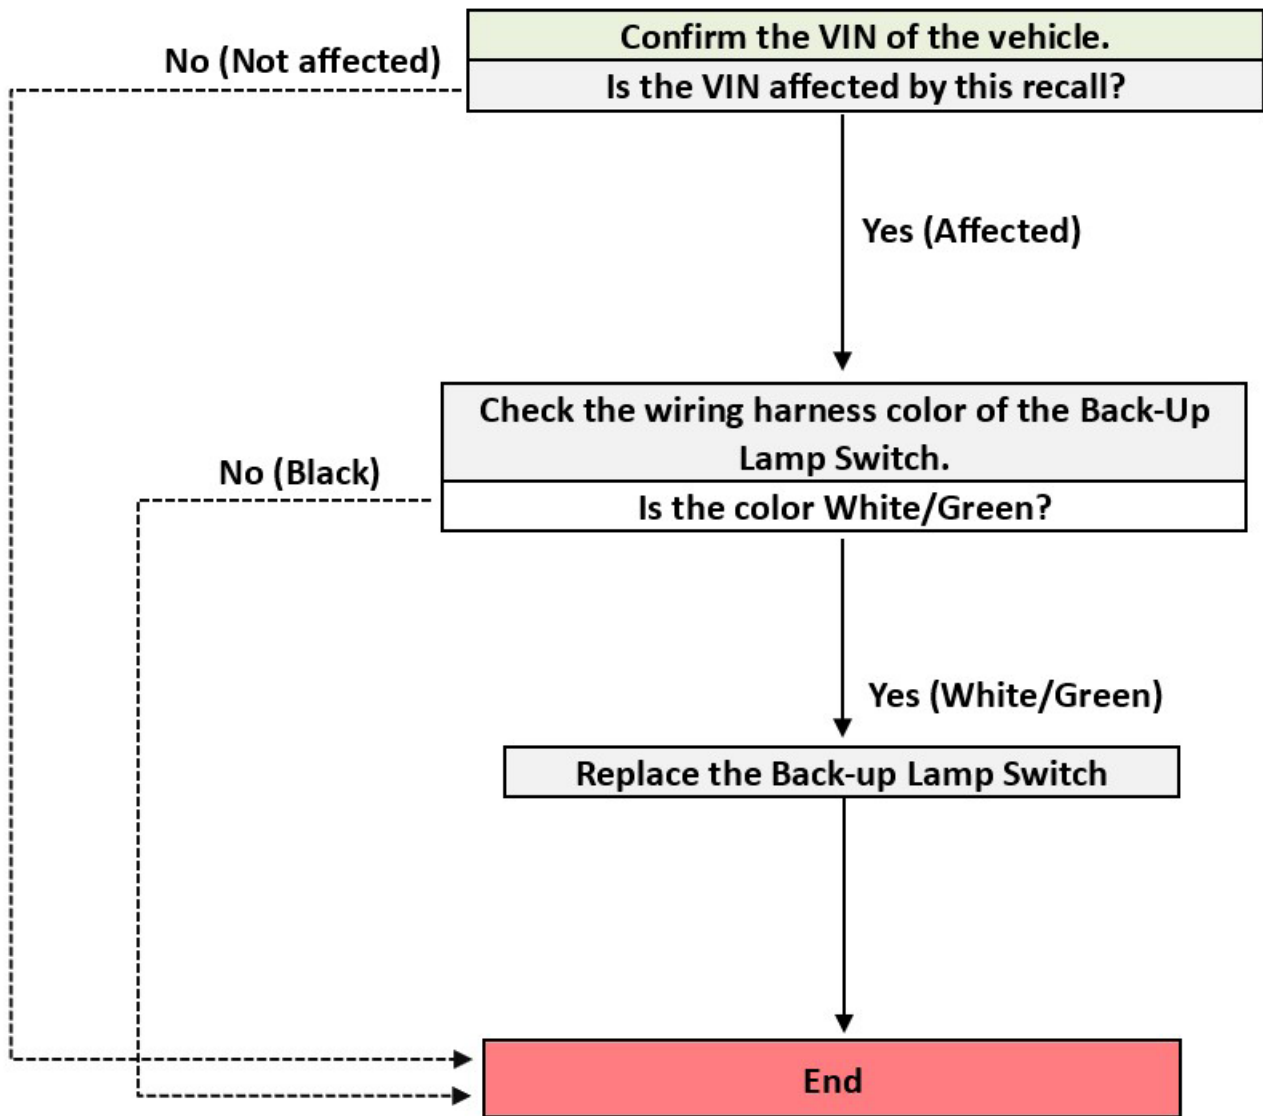 Confirm the VIN of the vehicle.
No (Not affected)
Is the VIN affected by this recall?
Yes (Affected)
Check the wiring harness color of the Back-Up
Lamp Switch.
No (Black)
Is the color White/Green?
Yes (White/Green)
Replace the Back-up Lamp Switch
End